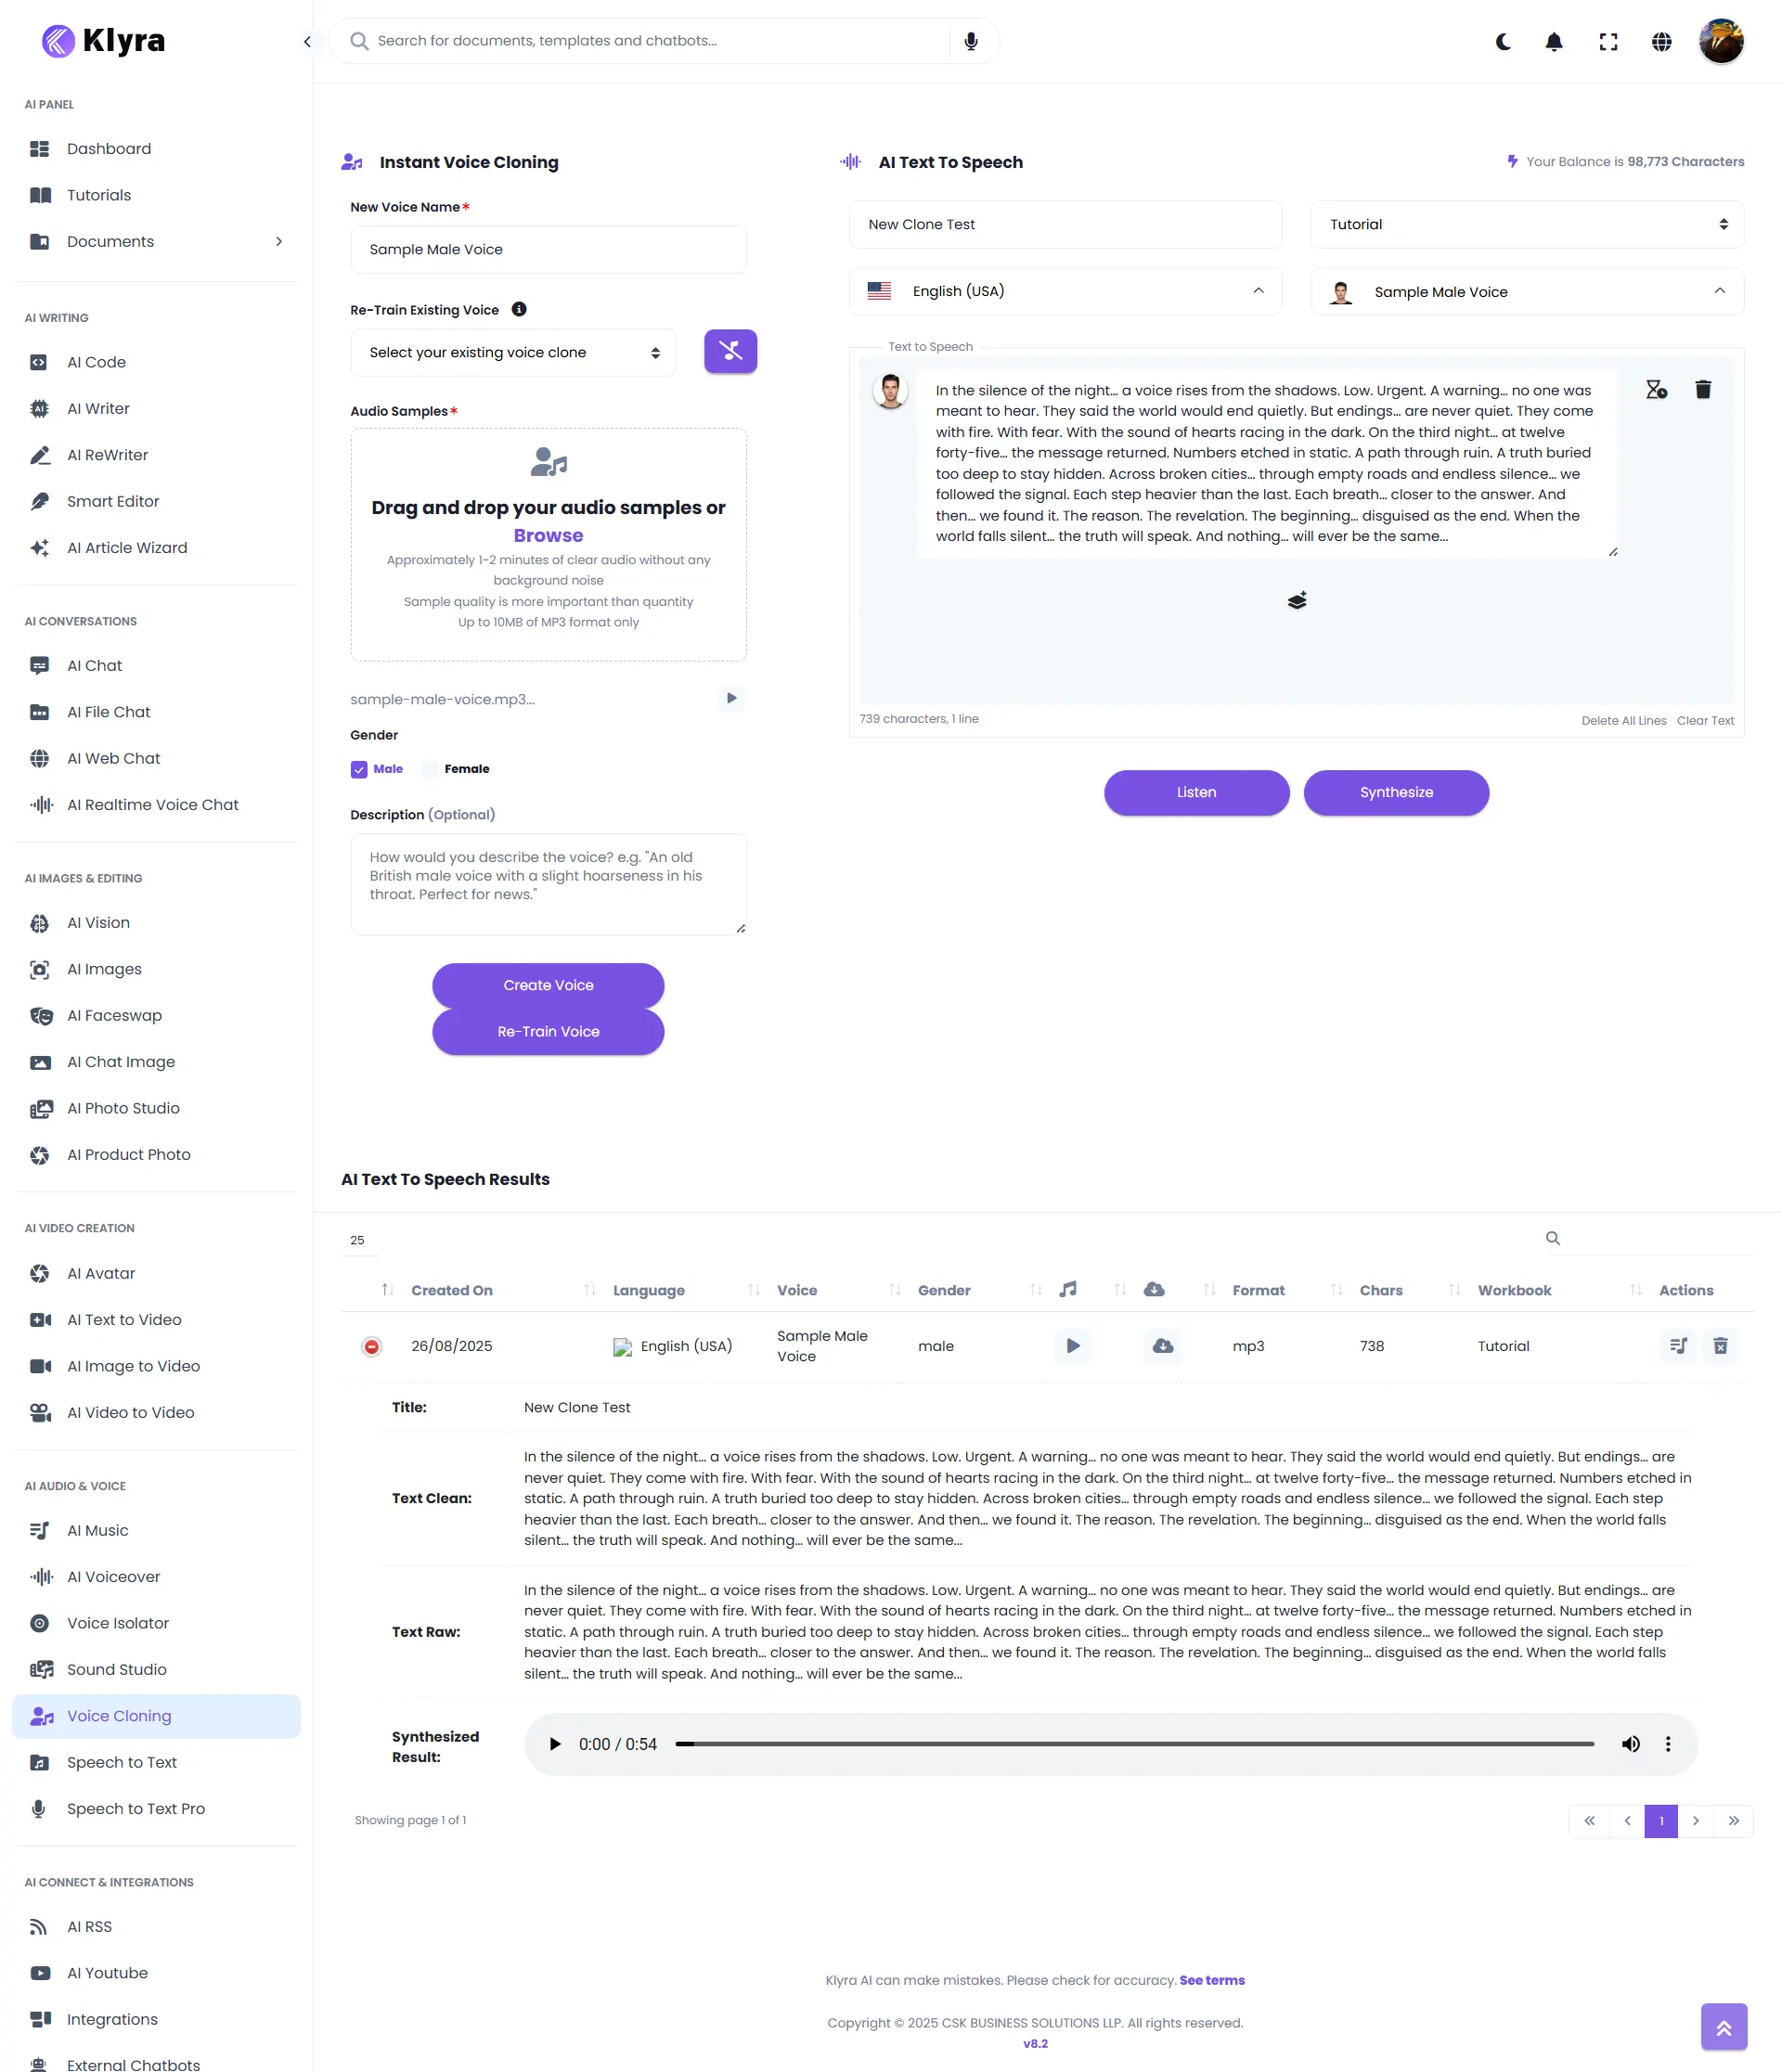 Klyra
Search for documents, templates and chatbots...
AI PANEL
Dashboard
Tutorials
Documents
AI WRITING
AI Code
AI Writer
AI ReWriter
Smart Editor
AI Article Wizard
AI CONVERSATIONS
AI Chat
AI File Chat
AI Web Chat
AI Realtime Voice Chat
AI IMAGES & EDITING
AI Vision
AI Images
AI Faceswap
AI Chat Image
AI Photo Studio
AI Product Photo
AI VIDEO CREATION
AI Avatar
AI Text to Video
AI Image to Video
AI Video to Video
AI AUDIO & VOICE
AI Music
AI Voiceover
Voice Isolator
Sound Studio
Voice Cloning
Speech to Text
Speech to Text Pro
AI CONNECT & INTEGRATIONS
AI RSS
AI Youtube
Integrations
External Chatbots
Instant Voice Cloning
New Voice Name*
Sample Male Voice
Re-Train Existing Voice
Select your existing voice clone
Audio Samples*
Drag and drop your audio samples or
Browse
Approximately 1-2 minutes of clear audio without any
background noise
Sample quality is more important than quantity
Up to 10MB of MP3 format only
sample-male-voice.mp3...
Gender
Male Female
Description (Optional)
How would you describe the voice? e.g. "An old
British male voice with a slight hoarseness in his
throat. Perfect for news."
Create Voice
Re-Train Voice
AI Text To Speech
Your Balance is 98,773 Characters
New Clone Test
Tutorial
English (USA)
Sample Male Voice
Text to Speech
In the silence of the night... a voice rises from the shadows. Low. Urgent. A warning... no one was
meant to hear. They said the world would end quietly. But endings... are never quiet. They come
with fire. With fear. With the sound of hearts racing in the dark. On the third night... at twelve
forty-five... the message returned. Numbers etched in static. A path through ruin. A truth buried
too deep to stay hidden. Across broken cities... through empty roads and endless silence... we
followed the signal. Each step heavier than the last. Each breath... closer to the answer. And
then... we found it. The reason. The revelation. The beginning... disguised as the end. When the
world falls silent... the truth will speak. And nothing... will ever be the same...
739 characters, 1 line
Delete All Lines Clear Text
Listen
Synthesize
AI Text To Speech Results
25
Created On Language Voice Gender Format Chars Workbook Actions
26/08/2025 English (USA) Sample Male Voice male mp3 738 Tutorial
Title: New Clone Test
Text Clean:
In the silence of the night... a voice rises from the shadows. Low. Urgent. A warning... no one was meant to hear. They said the world would end quietly. But endings... are
never quiet. They come with fire. With fear. With the sound of hearts racing in the dark. On the third night... at twelve forty-five... the message returned. Numbers etched in
static. A path through ruin. A truth buried too deep to stay hidden. Across broken cities... through empty roads and endless silence... we followed the signal. Each step
heavier than the last. Each breath... closer to the answer. And then... we found it. The reason. The revelation. The beginning... disguised as the end. When the world falls
silent... the truth will speak. And nothing... will ever be the same...
Text Raw:
In the silence of the night... a voice rises from the shadows. Low. Urgent. A warning... no one was meant to hear. They said the world would end quietly. But endings... are
never quiet. They come with fire. With fear. With the sound of hearts racing in the dark. On the third night... at twelve forty-five... the message returned. Numbers etched in
static. A path through ruin. A truth buried too deep to stay hidden. Across broken cities... through empty roads and endless silence... we followed the signal. Each step
heavier than the last. Each breath... closer to the answer. And then... we found it. The reason. The revelation. The beginning... disguised as the end. When the world falls
silent... the truth will speak. And nothing... will ever be the same...
Synthesized
Result:
0:00 / 0:54
Showing page 1 of 1
« ‹ 1 › »
Klyra AI can make mistakes. Please check for accuracy. See terms
Copyright © 2025 CSK BUSINESS SOLUTIONS LLP. All rights reserved.
v8.2